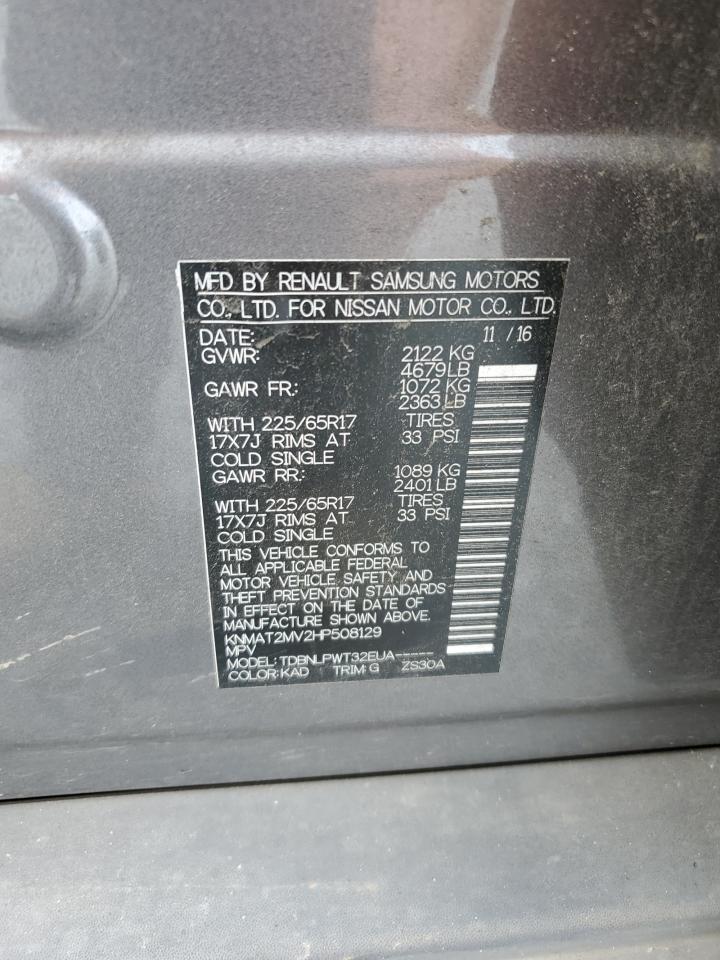 MFD BY RENAULT SAMSUNG MOTORS
CO., LTD. FOR NISSAN MOTOR CO., LTD.
DATE: 11 / 16
GVWR: 2122 KG
4679 LB
GAWR FR: 1072 KG
2363 LB
WITH 225/65R17 TIRES
17X7J RIMS AT 33 PSI
COLD SINGLE
GAWR RR: 1089 KG
2401 LB
WITH 225/65R17 TIRES
17X7J RIMS AT 33 PSI
COLD SINGLE
THIS VEHICLE CONFORMS TO
ALL APPLICABLE FEDERAL
MOTOR VEHICLE SAFETY AND
THEFT PREVENTION STANDARDS
IN EFFECT ON THE DATE OF
MANUFACTURE SHOWN ABOVE.
KNMAT2MV2HP508129
MPV
MODEL: TDBNLPWT32EUA-----
COLOR: KAD TRIM: G ZS30A